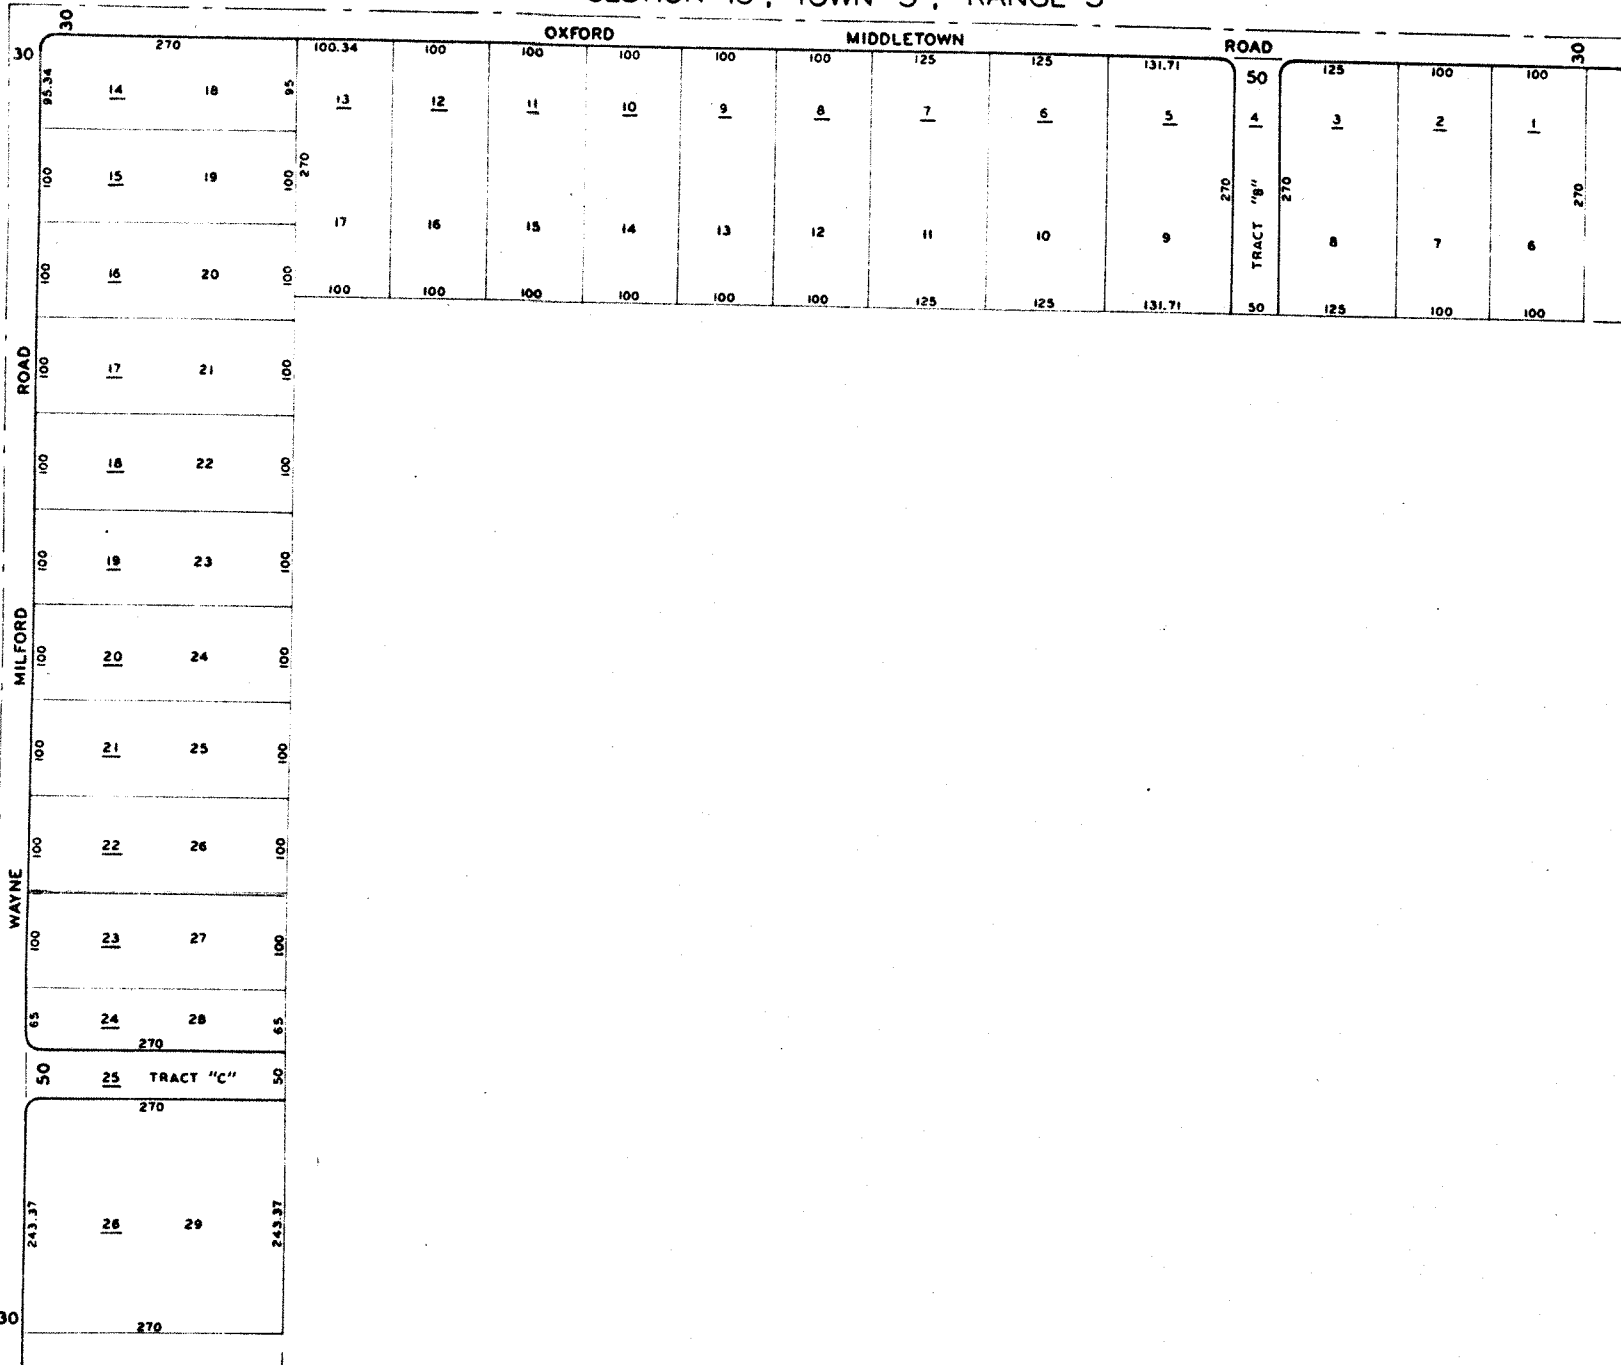 OXFORD MIDDLETOWN ROAD
30 30 270 100.34 100 100 100 100 100 125 125 131.71 50 125 100 100 30
95.34 14 18 95 13 12 11 10 9 8 7 6 5 4 3 2 1
100 15 19 100 270 270 TRACT "B" 270 270
17 16 15 14 13 12 11 10 9 8 7 6
100 16 20 100
100 100 100 100 100 100 125 125 131.71 50 125 100 100
100 17 21 100
ROAD
100 18 22 100
100 19 23 100
MILFORD
100 20 24 100
100 21 25 100
100 22 26 100
WAYNE
100 23 27 100
65 24 28 65
270
50 25 TRACT "C" 50
270
243.37 26 29 243.37
30
270